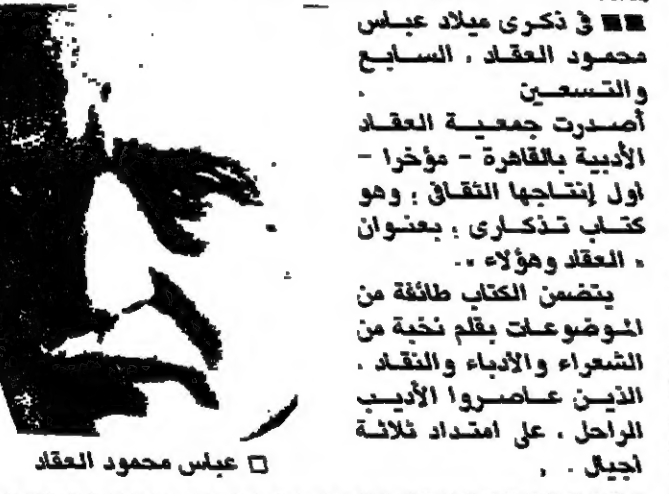 ■■ في ذكرى ميلاد عباس
محمود العقاد ، السابع
والتسعين .
أصدرت جمعية العقاد
الأدبية بالقاهرة - مؤخرا -
أول إنتاجها الثقافي ؛ وهو
كتاب تذكارى ؛ بعنوان
« العقاد وهؤلاء » .
يتضمن الكتاب طائفة من
الموضوعات بقلم نخبة من
الشعراء والأدباء والنقاد .
الذين عاصروا الأديب
الراحل ، على امتداد ثلاثة
أجيال .
□ عباس محمود العقاد